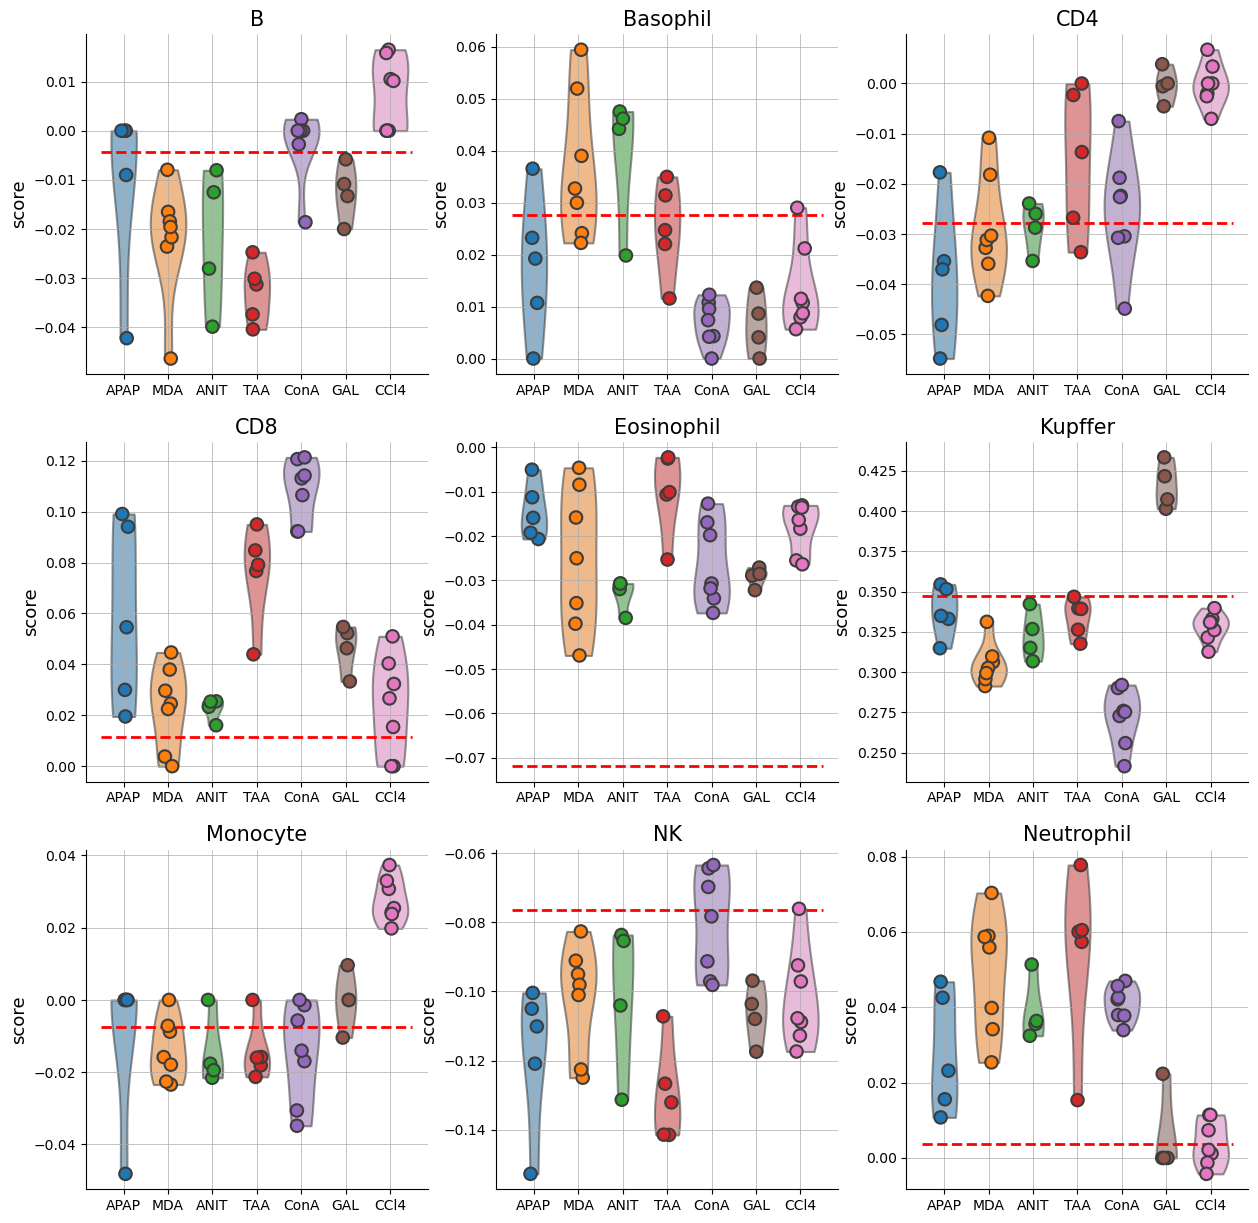 B
Basophil
CD4
score
0.01
0.00
−0.01
−0.02
−0.03
−0.04
APAP MDA ANIT TAA ConA GAL CCl4
score
0.06
0.05
0.04
0.03
0.02
0.01
0.00
APAP MDA ANIT TAA ConA GAL CCl4
score
0.00
−0.01
−0.02
−0.03
−0.04
−0.05
APAP MDA ANIT TAA ConA GAL CCl4
CD8
Eosinophil
Kupffer
score
0.12
0.10
0.08
0.06
0.04
0.02
0.00
APAP MDA ANIT TAA ConA GAL CCl4
score
0.00
−0.01
−0.02
−0.03
−0.04
−0.05
−0.06
−0.07
APAP MDA ANIT TAA ConA GAL CCl4
score
0.425
0.400
0.375
0.350
0.325
0.300
0.275
0.250
APAP MDA ANIT TAA ConA GAL CCl4
Monocyte
NK
Neutrophil
score
0.04
0.02
0.00
−0.02
−0.04
APAP MDA ANIT TAA ConA GAL CCl4
score
−0.06
−0.08
−0.10
−0.12
−0.14
APAP MDA ANIT TAA ConA GAL CCl4
score
0.08
0.06
0.04
0.02
0.00
APAP MDA ANIT TAA ConA GAL CCl4